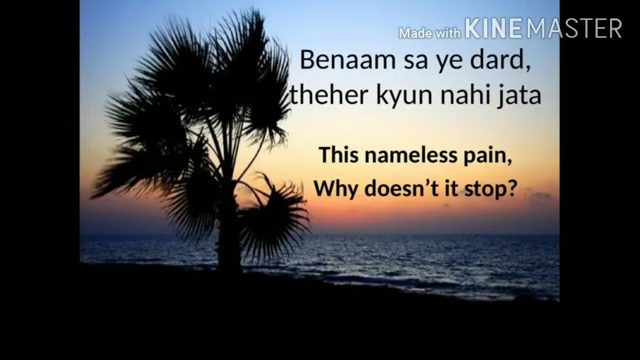 Made with KINEMASTER
Benaam sa ye dard,
theher kyun nahi jata
This nameless pain,
Why doesn't it stop?